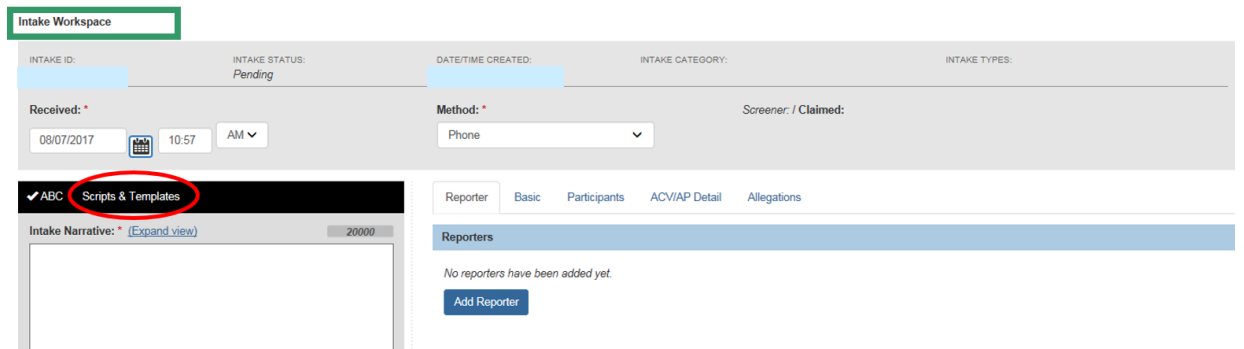 Intake Workspace
INTAKE ID: INTAKE STATUS: DATE/TIME CREATED: INTAKE CATEGORY: INTAKE TYPES:
Pending
Received: * Method: * Screener: / Claimed:
08/07/2017 10:57 AM Phone
ABC Scripts & Templates Reporter Basic Participants ACV/AP Detail Allegations
Intake Narrative: * (Expand view) 20000 Reporters
No reporters have been added yet.
Add Reporter